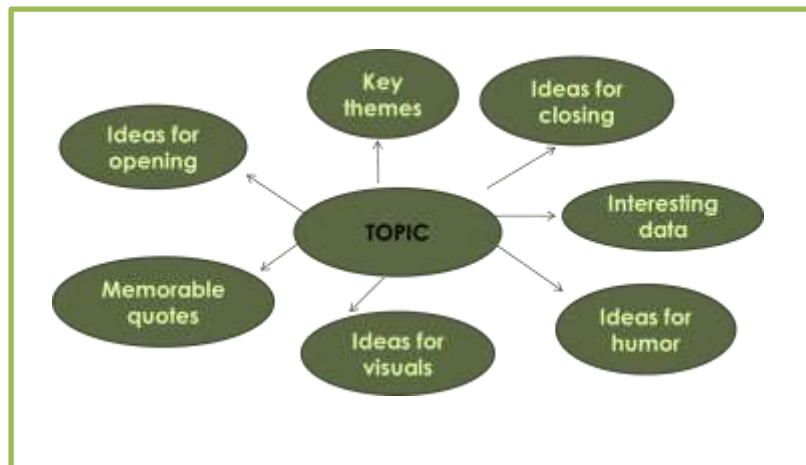 Key
themes
Ideas for
closing
Ideas for
opening
Interesting
data
TOPIC
Memorable
quotes
Ideas for
visuals
Ideas for
humor